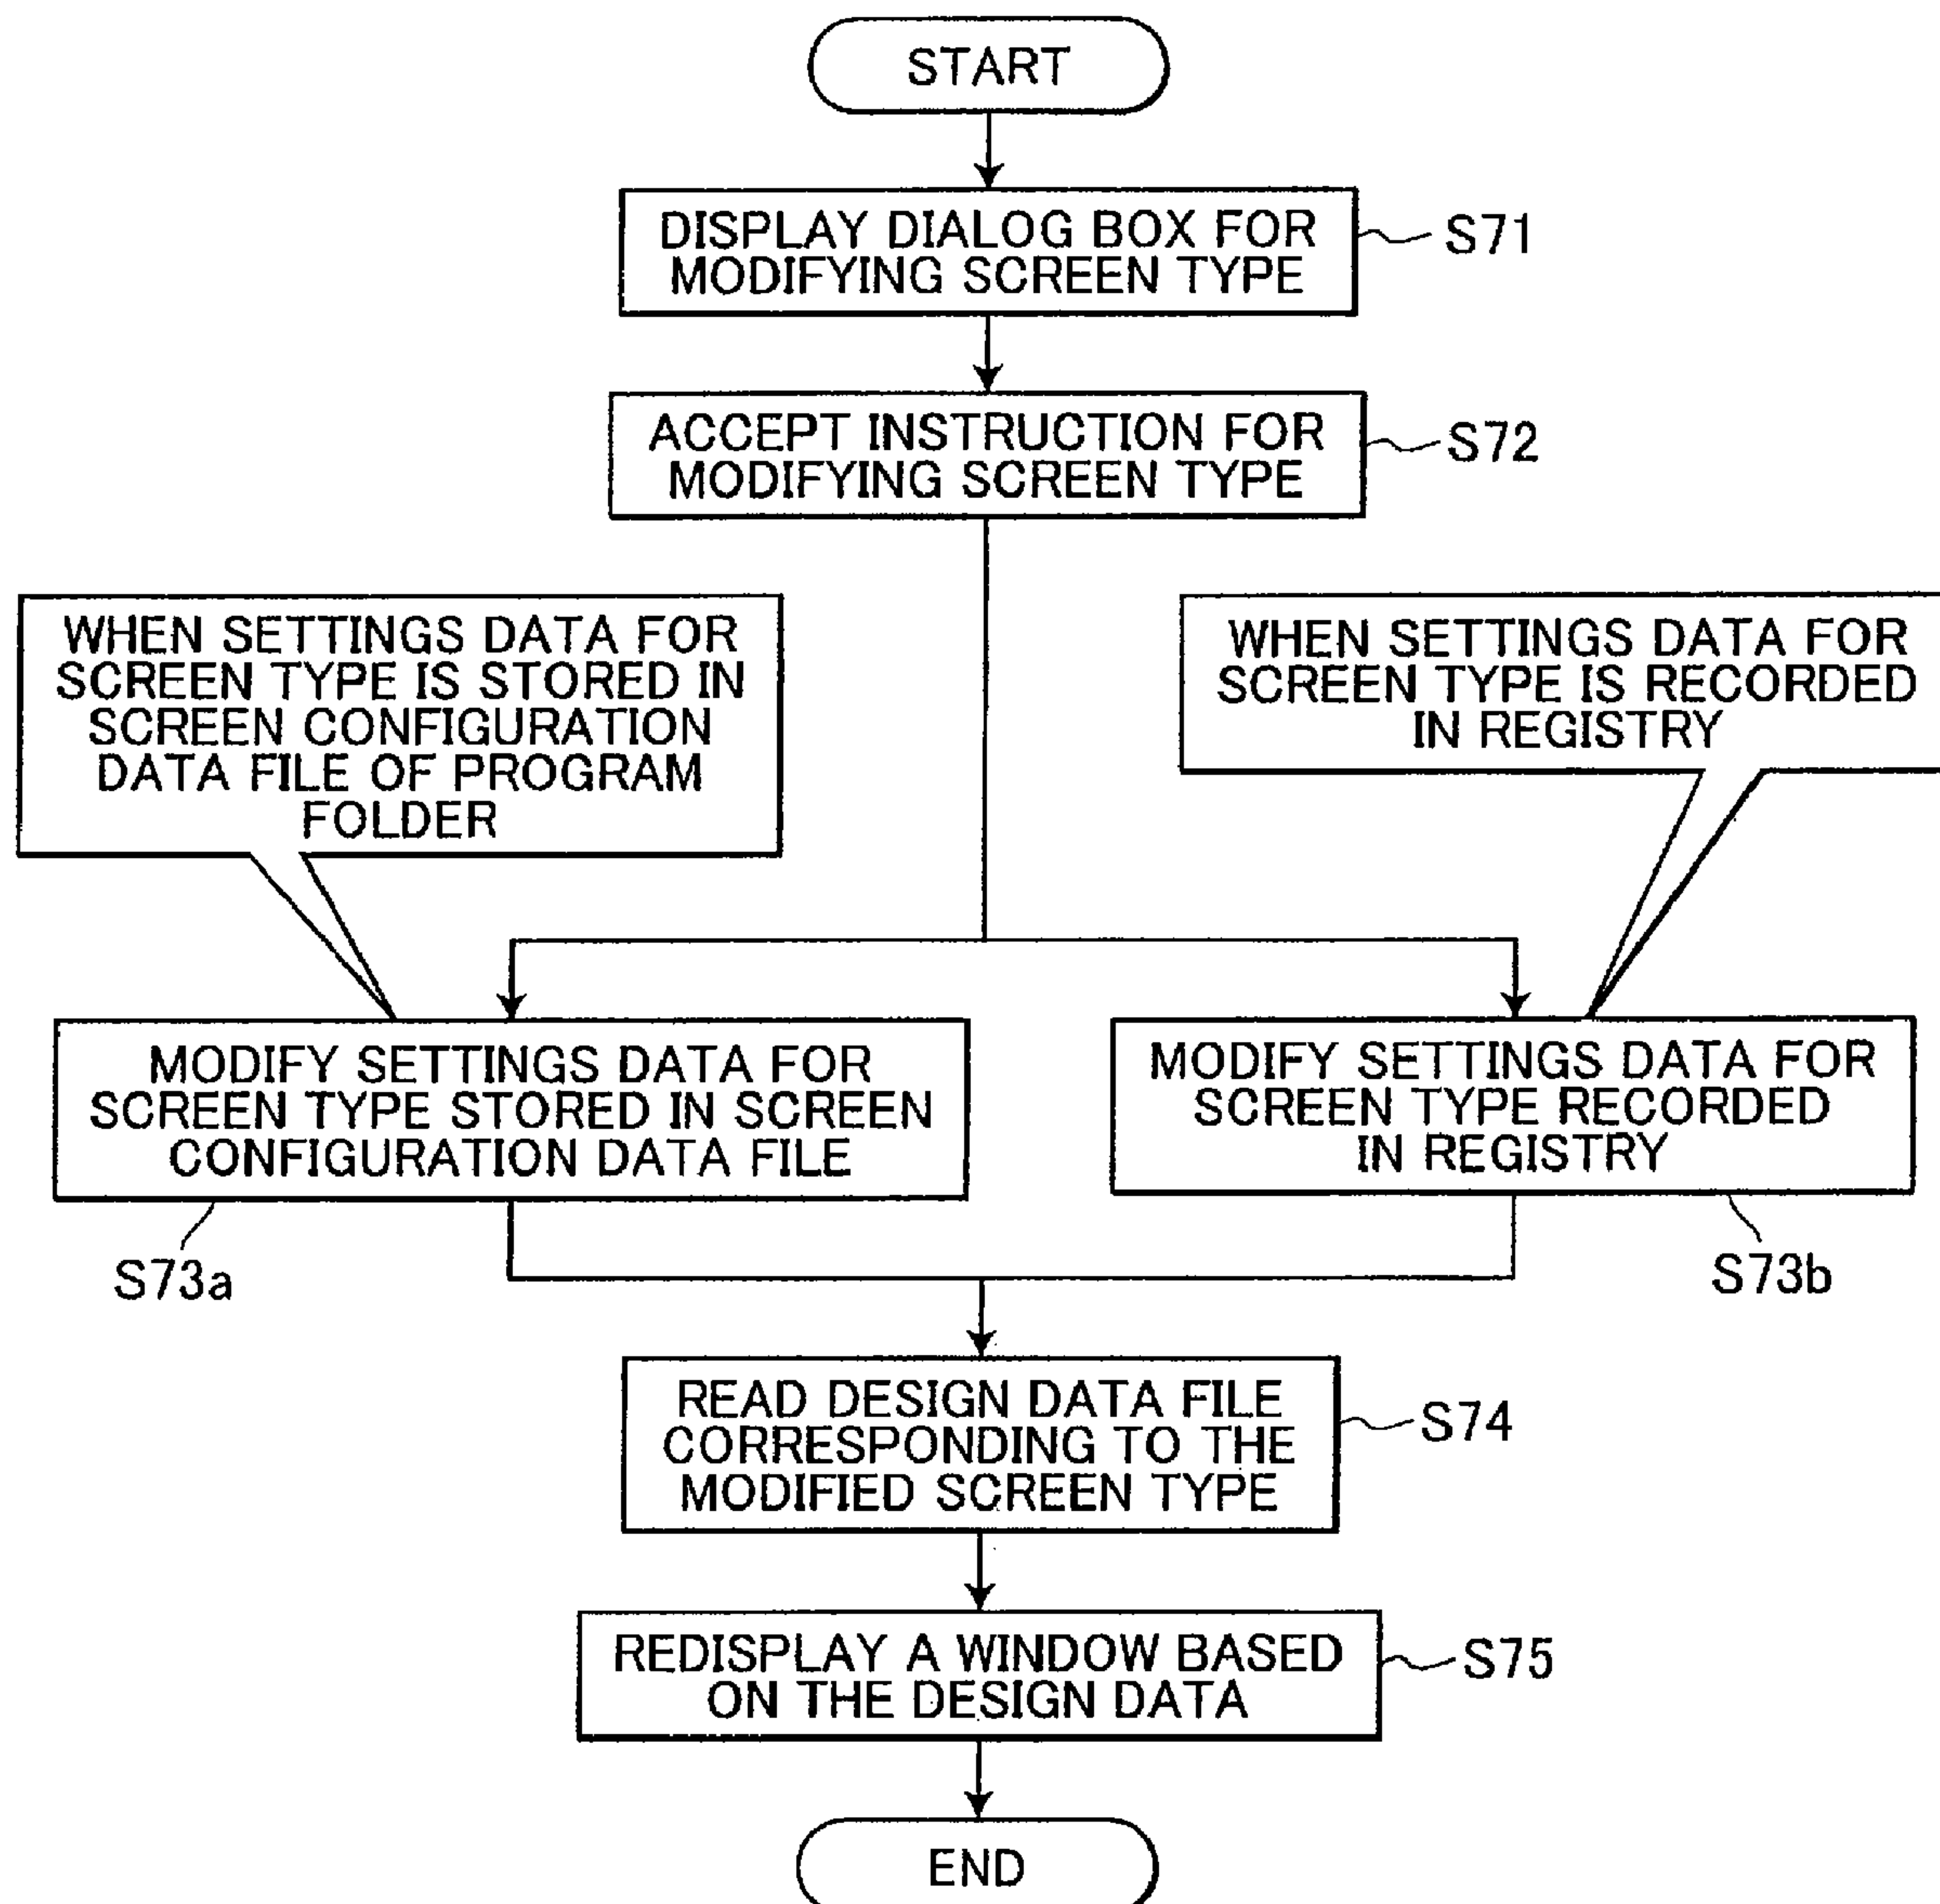 START
DISPLAY DIALOG BOX FOR
MODIFYING SCREEN TYPE
S71
ACCEPT INSTRUCTION FOR
MODIFYING SCREEN TYPE
S72
WHEN SETTINGS DATA FOR
SCREEN TYPE IS STORED IN
SCREEN CONFIGURATION
DATA FILE OF PROGRAM
FOLDER
WHEN SETTINGS DATA FOR
SCREEN TYPE IS RECORDED
IN REGISTRY
MODIFY SETTINGS DATA FOR
SCREEN TYPE STORED IN SCREEN
CONFIGURATION DATA FILE
S73a
MODIFY SETTINGS DATA FOR
SCREEN TYPE RECORDED
IN REGISTRY
S73b
READ DESIGN DATA FILE
CORRESPONDING TO THE
MODIFIED SCREEN TYPE
S74
REDISPLAY A WINDOW BASED
ON THE DESIGN DATA
S75
END